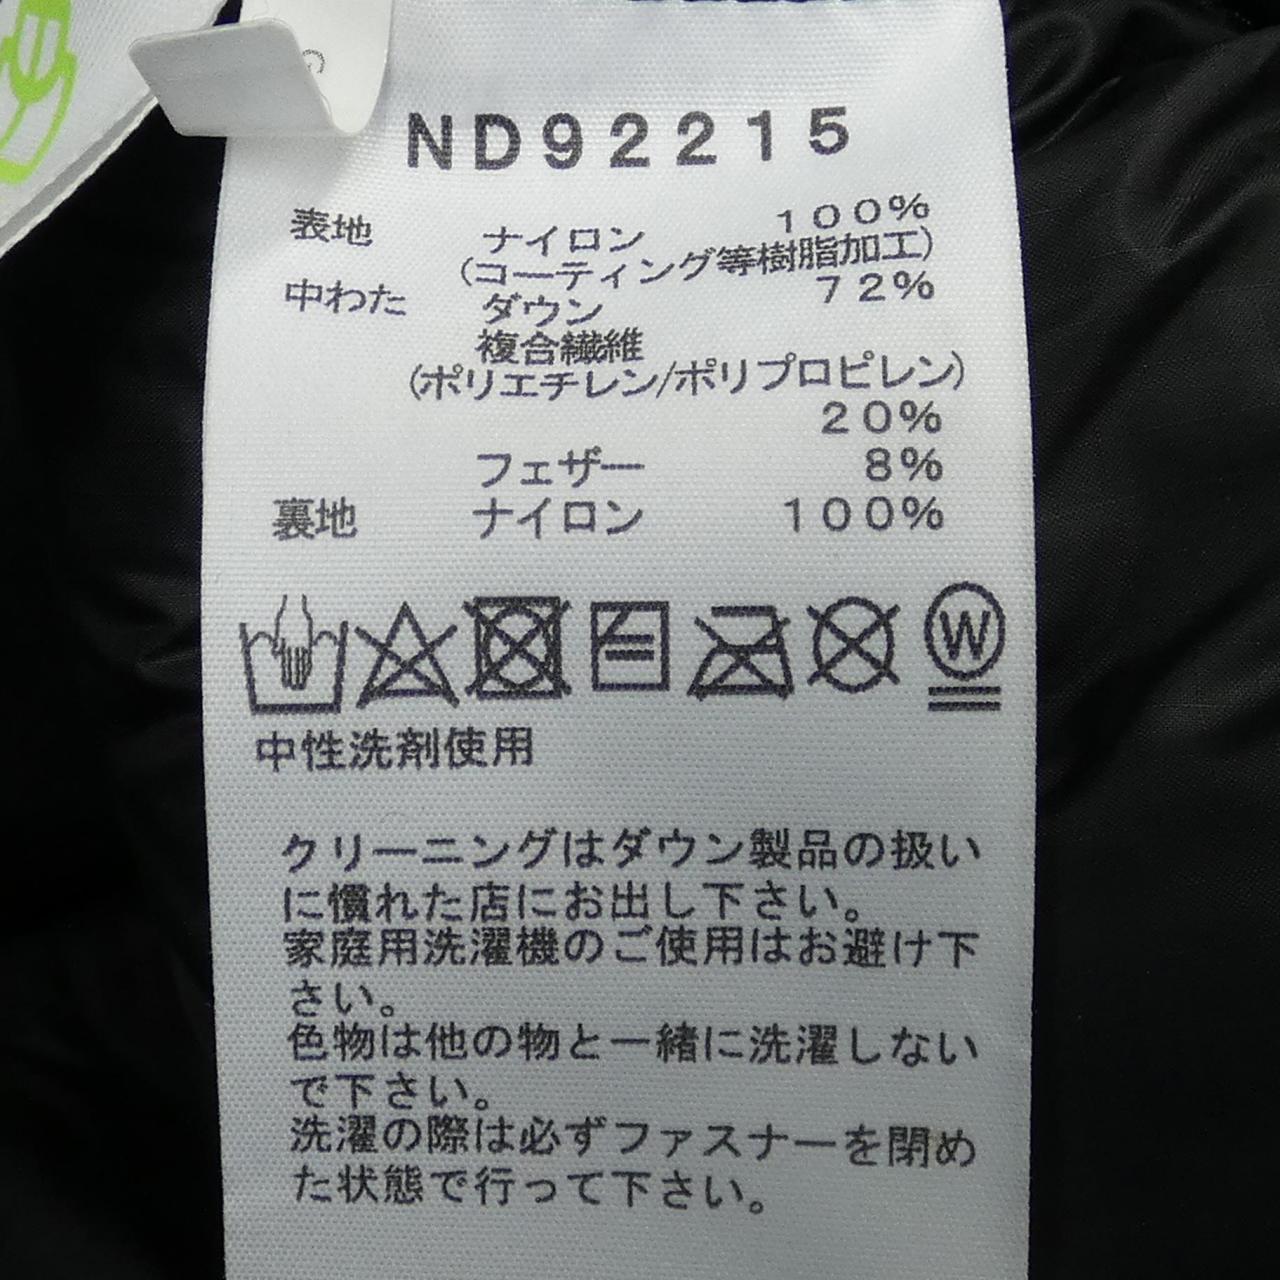 ND92215
表地 ナイロン 100%
(コーティング等樹脂加工)
中わた ダウン 72%
複合繊維
(ポリエチレン/ポリプロピレン)
20%
フェザー 8%
裏地 ナイロン 100%
W
中性洗剤使用
クリーニングはダウン製品の扱い
に慣れた店にお出し下さい。
家庭用洗濯機のご使用はお避け下
さい。
色物は他の物と一緒に洗濯しない
で下さい。
洗濯の際は必ずファスナーを閉め
た状態で行って下さい。